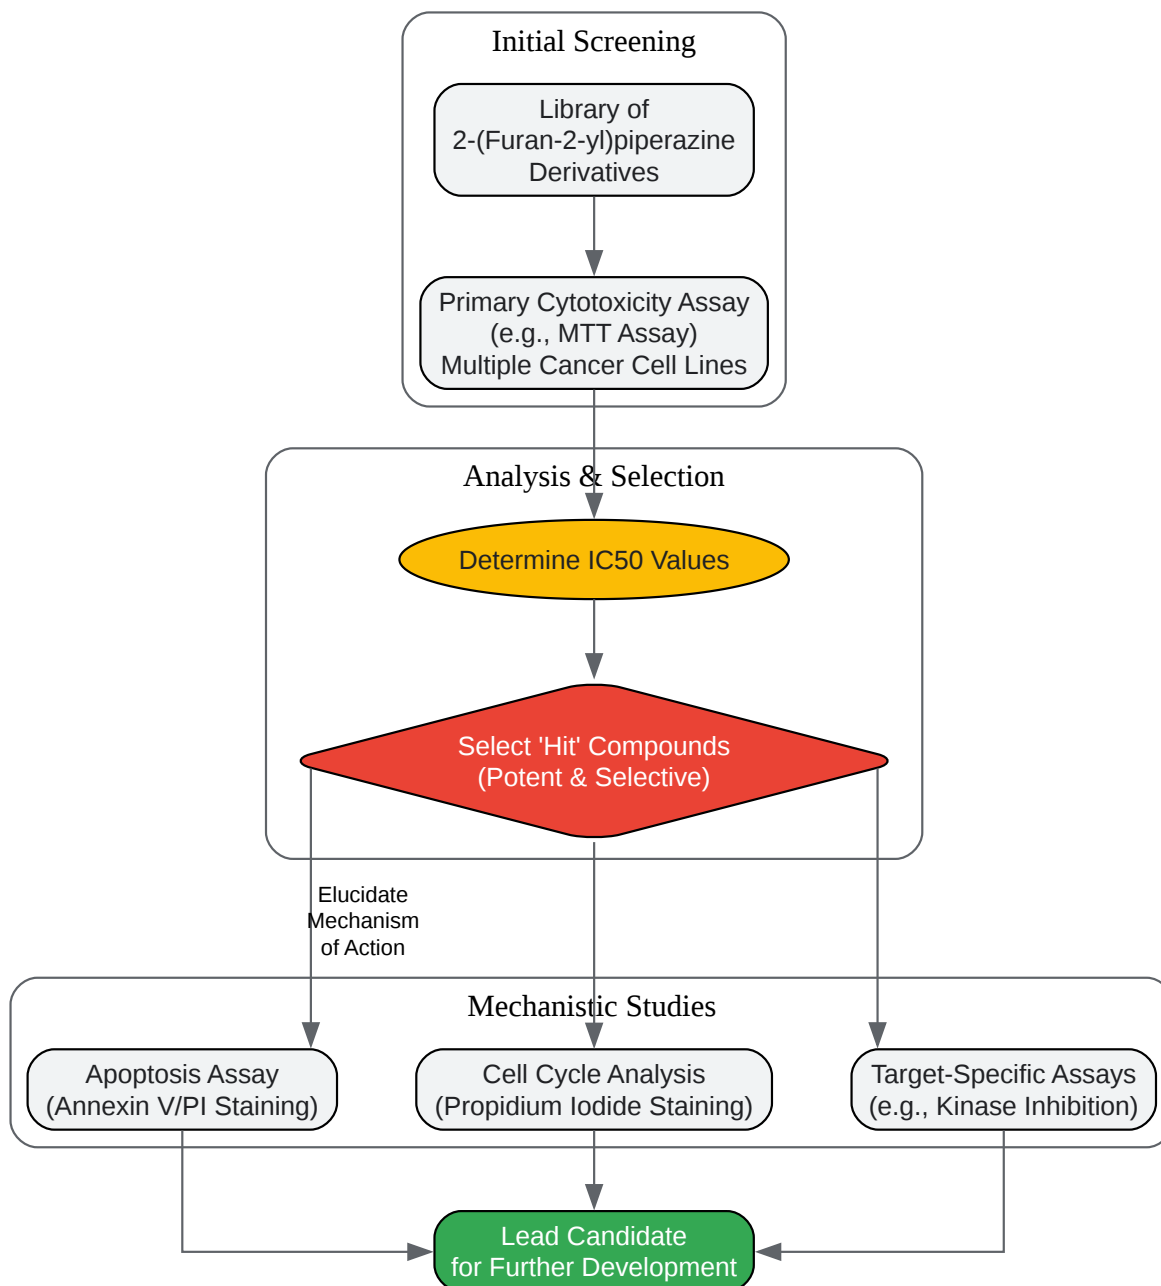 Initial Screening
Library of
2-(Furan-2-yl)piperazine
Derivatives
Primary Cytotoxicity Assay
(e.g., MTT Assay)
Multiple Cancer Cell Lines
Analysis & Selection
Determine IC50 Values
Select 'Hit' Compounds
(Potent & Selective)
Elucidate
Mechanism
of Action
Mechanistic Studies
Apoptosis Assay
(Annexin V/PI Staining)
Cell Cycle Analysis
(Propidium Iodide Staining)
Target-Specific Assays
(e.g., Kinase Inhibition)
Lead Candidate
for Further Development